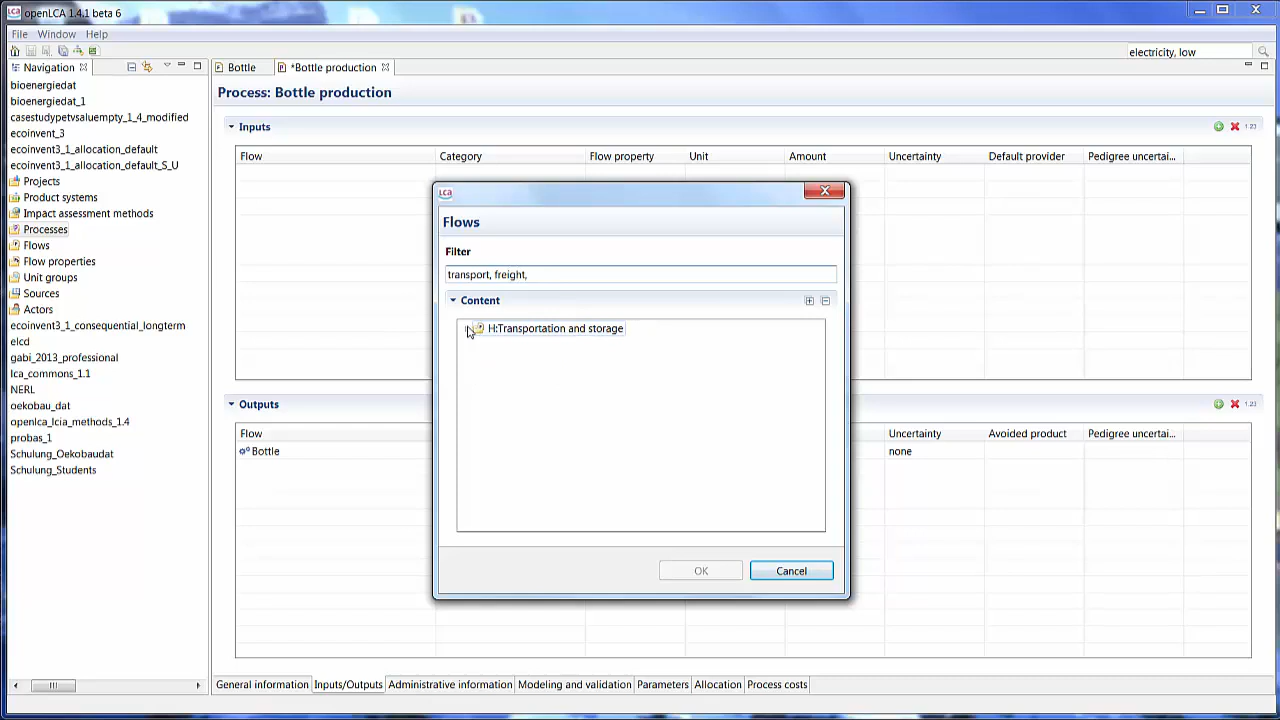 openLCA 1.4.1 beta 6
File Window Help
electricity, low
Navigation
Bottle
*Bottle production
bioenergiedat
bioenergiedat_1
casestudypetvsaluempty_1_4_modified
ecoinvent_3
ecoinvent3_1_allocation_default
ecoinvent3_1_allocation_default_S_U
Projects
Product systems
Impact assessment methods
Processes
Flows
Flow properties
Unit groups
Sources
Actors
ecoinvent3_1_consequential_longterm
elcd
gabi_2013_professional
lca_commons_1.1
NERL
oekobau_dat
openlca_lcia_methods_1.4
probas_1
Schulung_Oekobaudat
Schulung_Students
Process: Bottle production
Inputs
Flow Category Flow property Unit Amount Uncertainty Default provider Pedigree uncertai...
Outputs
Flow Uncertainty Avoided product Pedigree uncertai...
Bottle none
LCA
Flows
Filter
transport, freight,
Content
H:Transportation and storage
OK Cancel
General information Inputs/Outputs Administrative information Modeling and validation Parameters Allocation Process costs